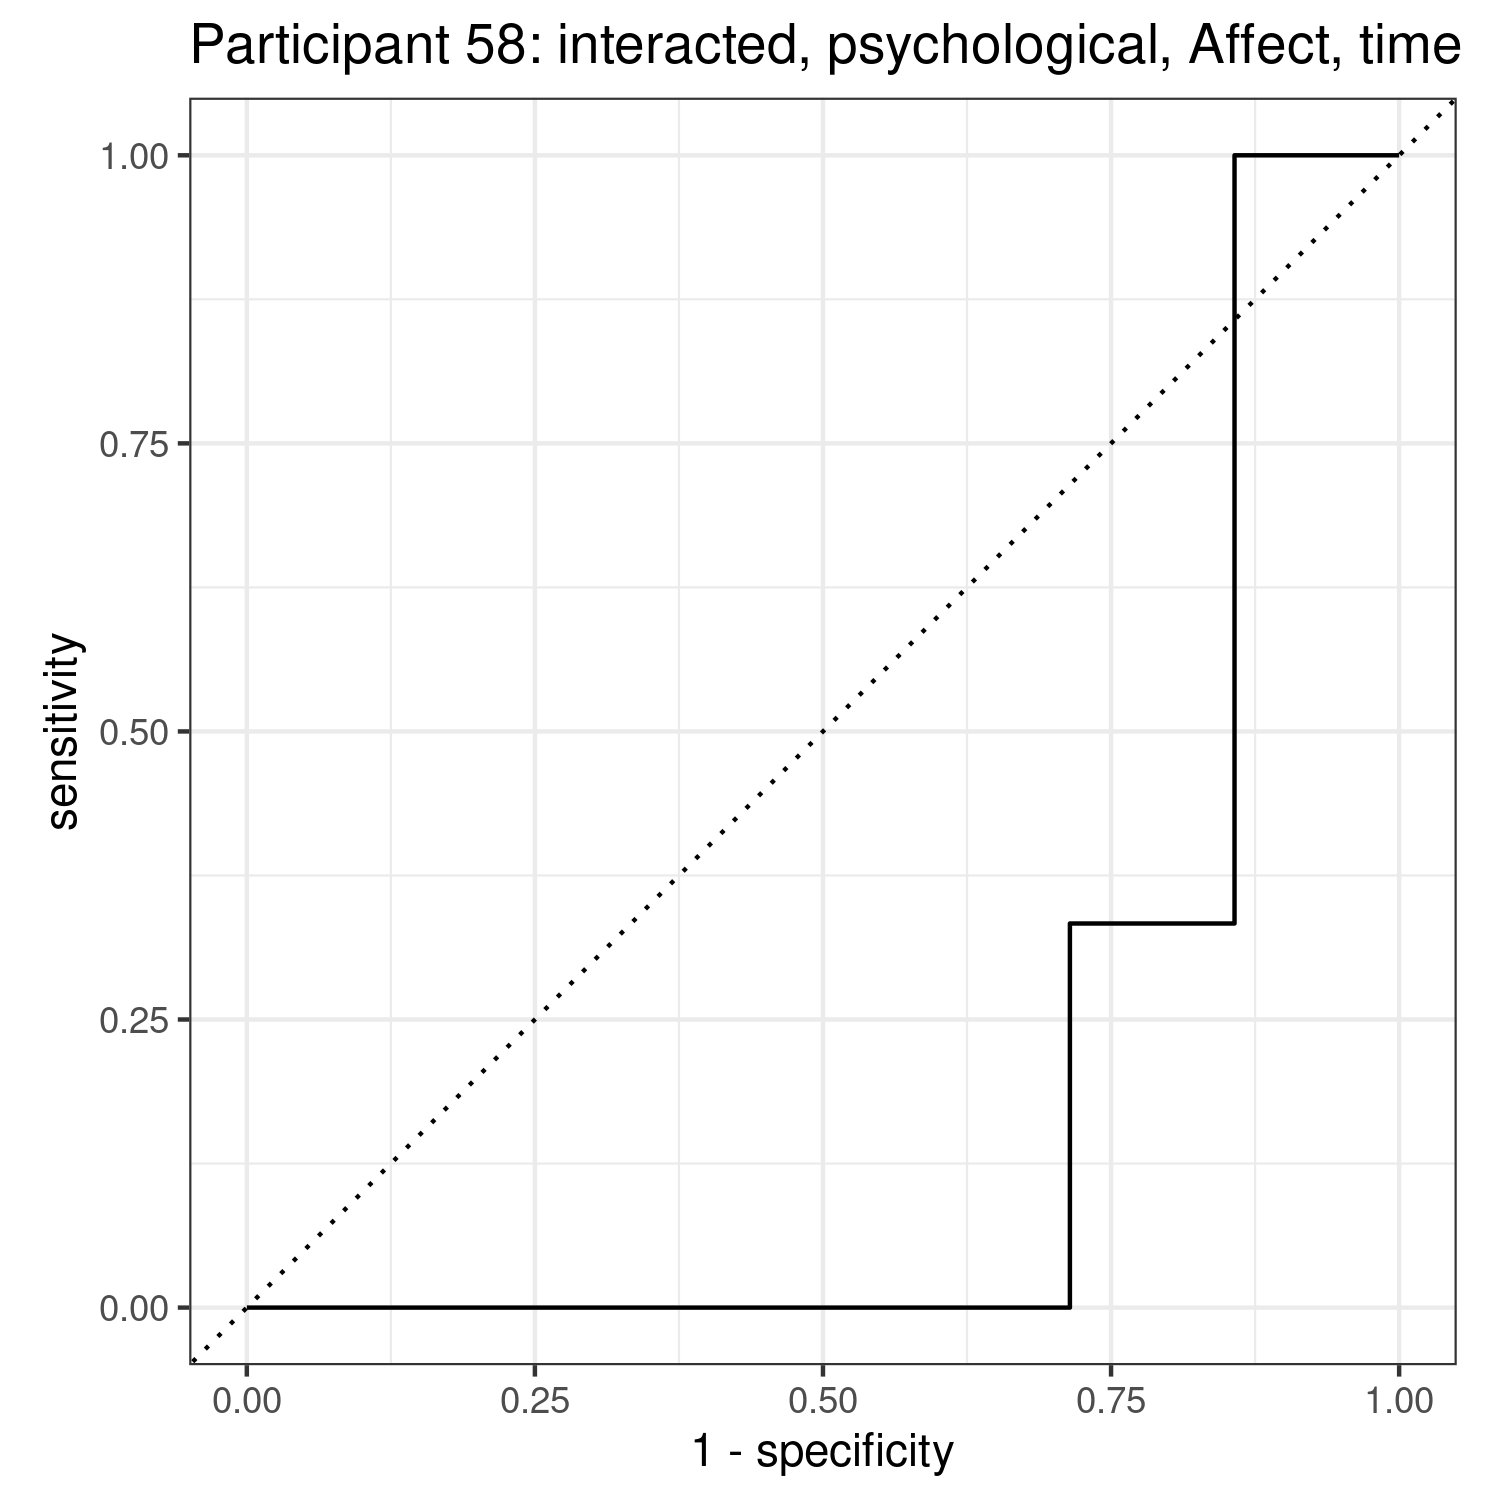 Participant 58: interacted, psychological, Affect, time
1.00
0.75
0.50
0.25
0.00
sensitivity
0.00 0.25 0.50 0.75 1.00
1 - specificity